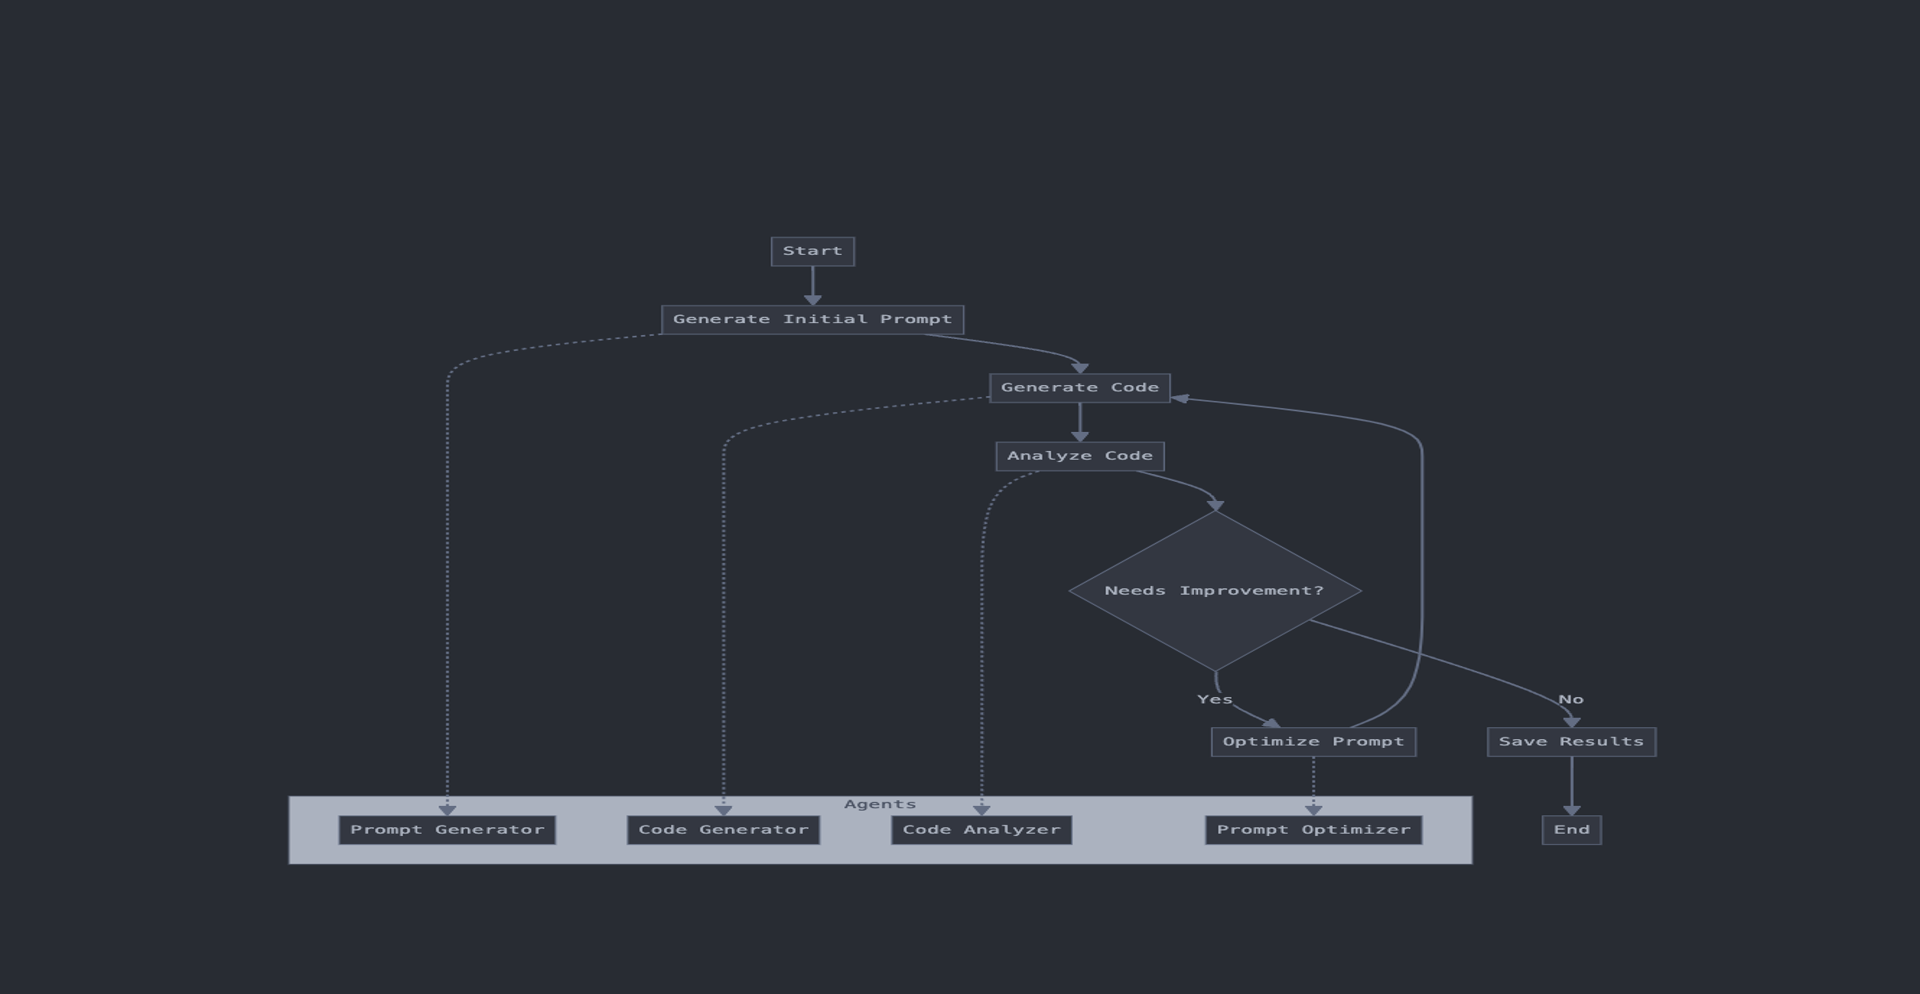 Start
Generate Initial Prompt
Generate Code
Analyze Code
Needs Improvement?
Yes
No
Optimize Prompt
Save Results
Agents
Prompt Generator
Code Generator
Code Analyzer
Prompt Optimizer
End